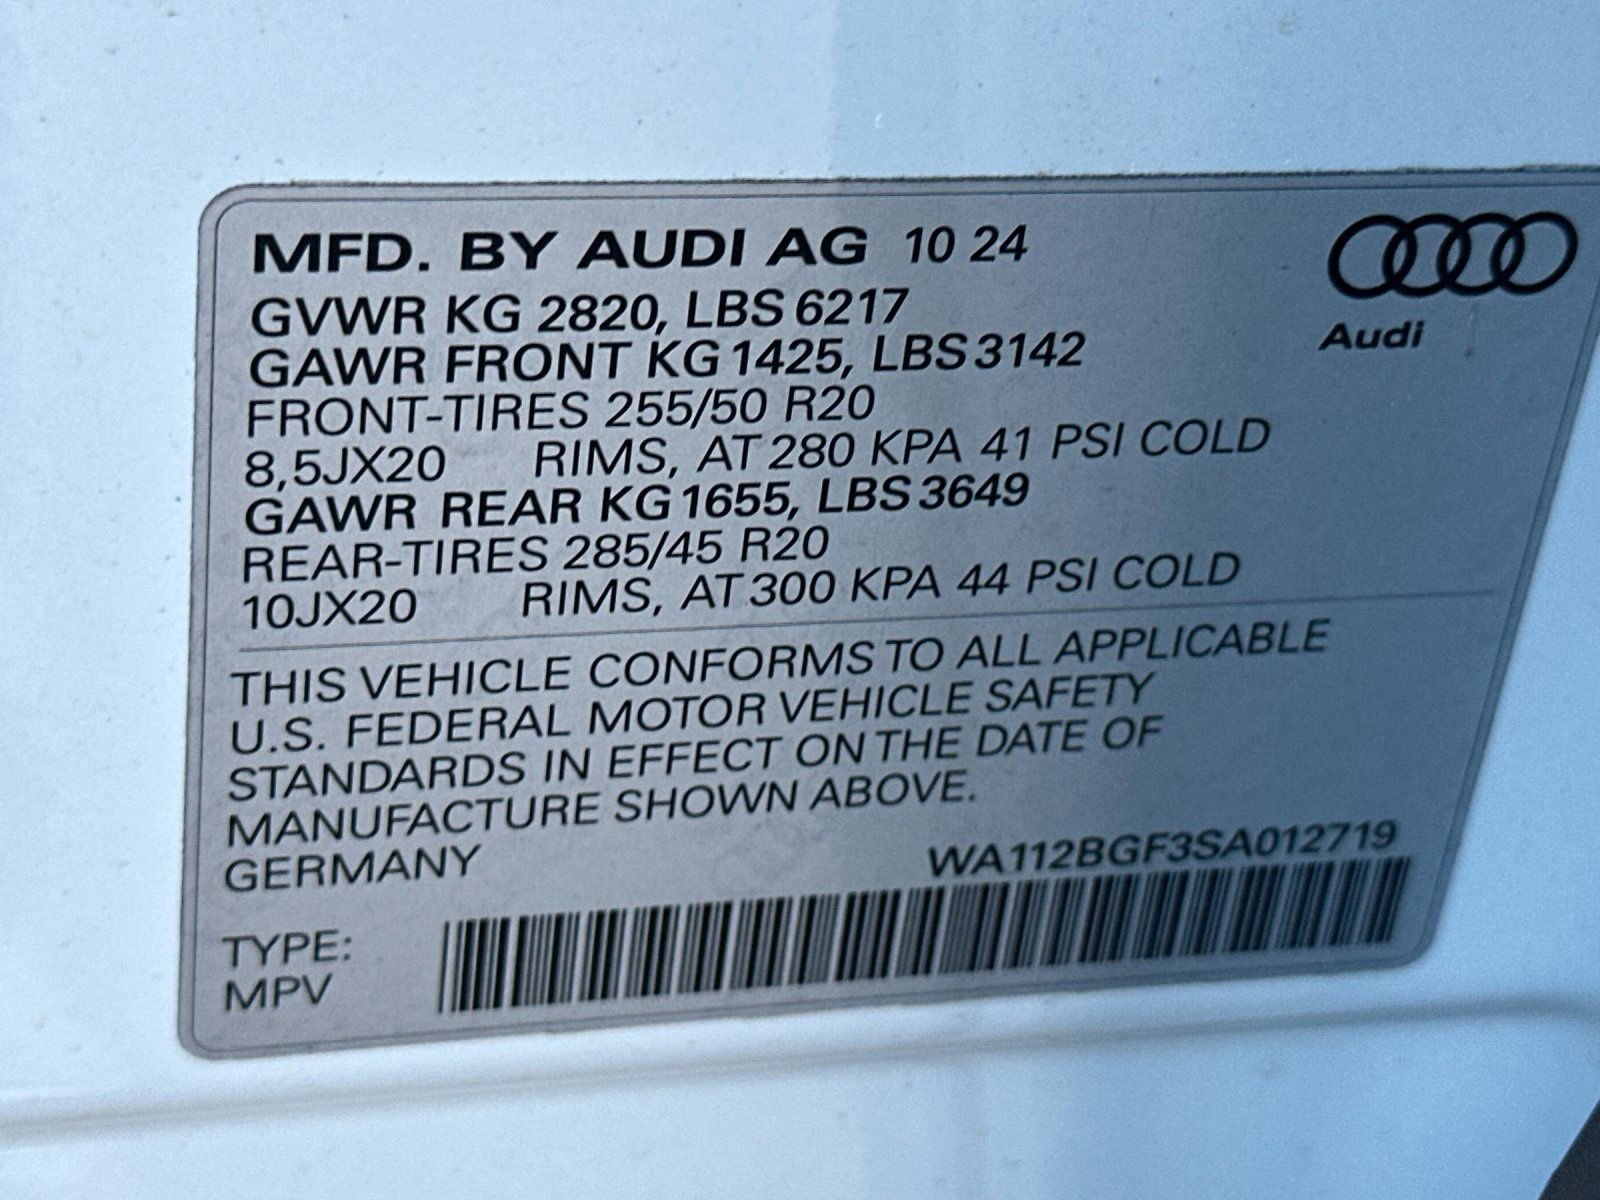 MFD. BY AUDI AG 10 24
GVWR KG 2820, LBS 6217
GAWR FRONT KG 1425, LBS 3142
FRONT-TIRES 255/50 R20
8,5JX20 RIMS, AT 280 KPA 41 PSI COLD
GAWR REAR KG 1655, LBS 3649
REAR-TIRES 285/45 R20
10JX20 RIMS, AT 300 KPA 44 PSI COLD
Audi
THIS VEHICLE CONFORMS TO ALL APPLICABLE
U.S. FEDERAL MOTOR VEHICLE SAFETY
STANDARDS IN EFFECT ON THE DATE OF
MANUFACTURE SHOWN ABOVE.
GERMANY
WA112BGF3SA012719
TYPE:
MPV